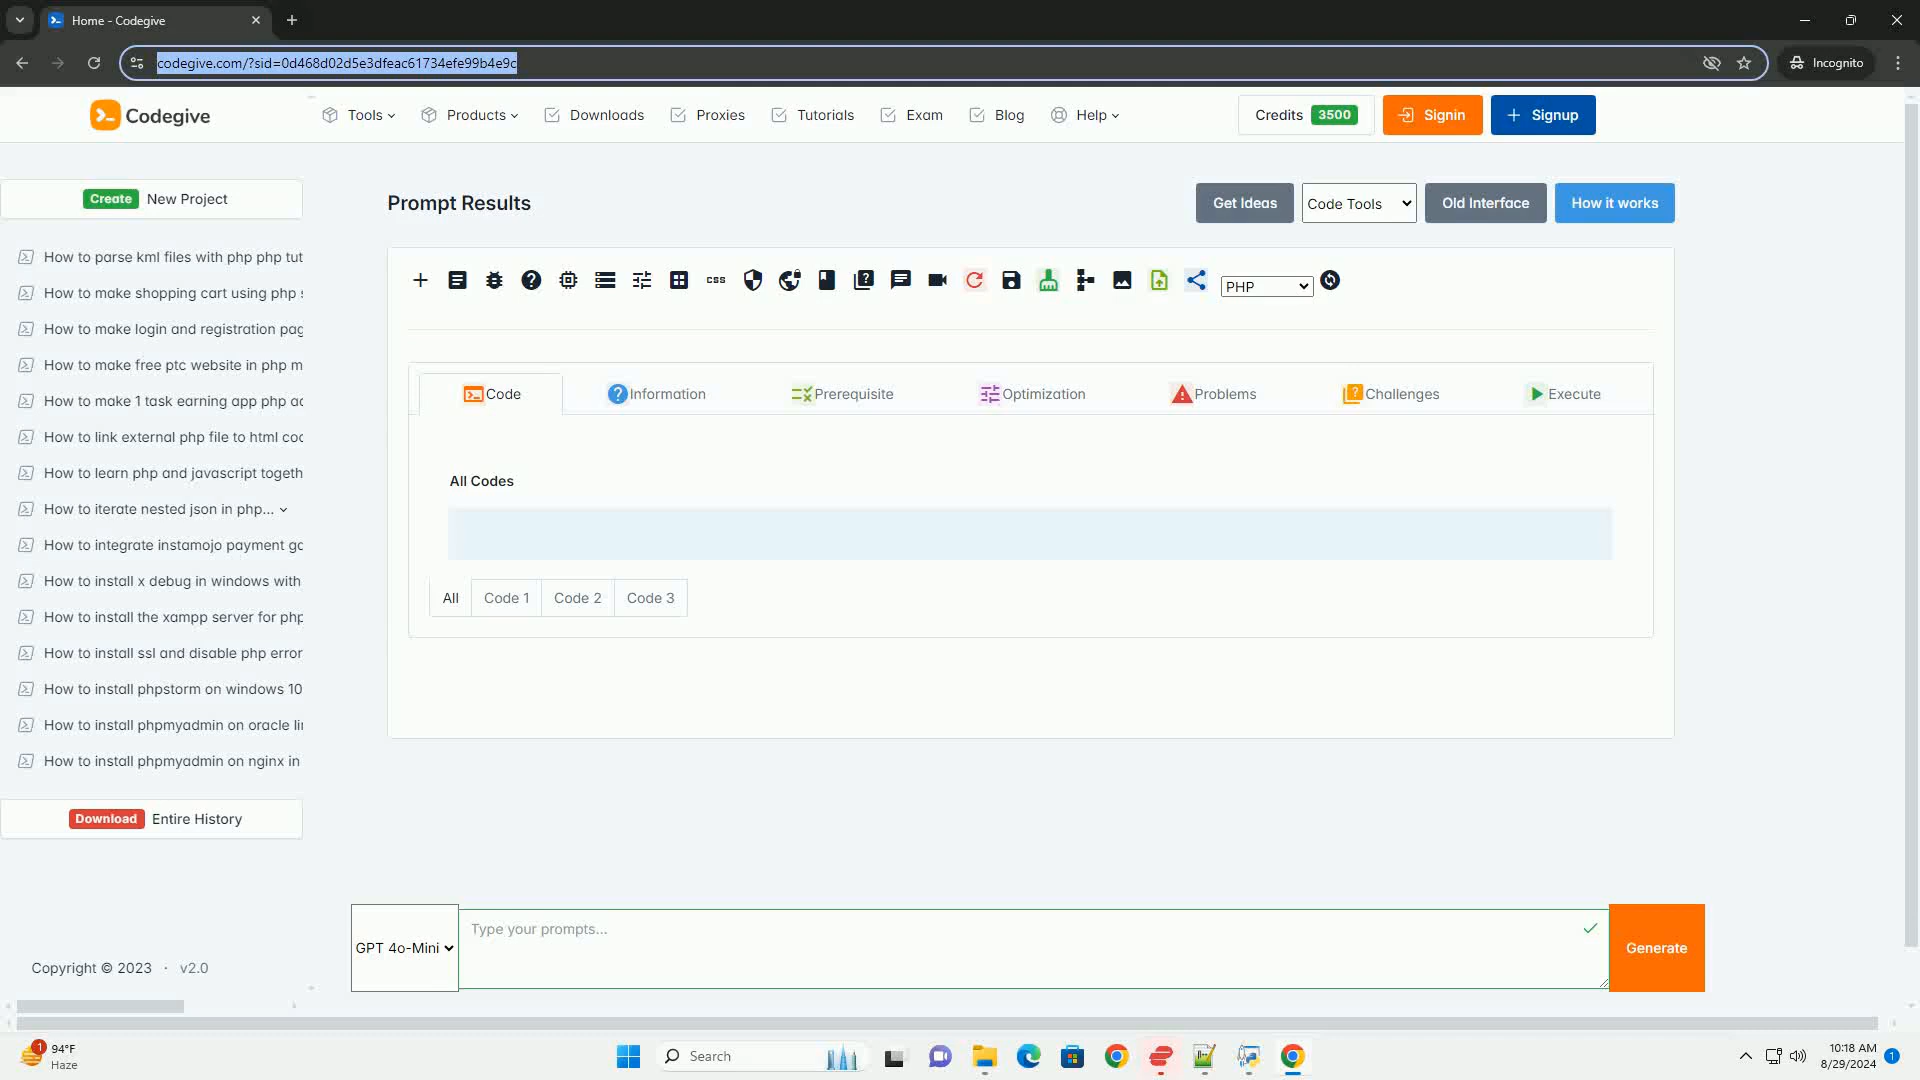 Home - Codegive
codegive.com/?sid=0d468d02d5e3dfeac61734efe99b4e9c
Incognito
Codegive
Tools
Products
Downloads
Proxies
Tutorials
Exam
Blog
Help
Credits 3500
Signin
Signup
Create New Project
How to parse kml files with php php tut
How to make shopping cart using php s
How to make login and registration pag
How to make free ptc website in php m
How to make 1 task earning app php ad
How to link external php file to html coc
How to learn php and javascript togeth
How to iterate nested json in php...
How to integrate instamojo payment ga
How to install x debug in windows with
How to install the xampp server for php
How to install ssl and disable php error
How to install phpstorm on windows 10
How to install phpmyadmin on oracle lin
How to install phpmyadmin on nginx in
Download Entire History
Copyright © 2023 · v2.0
Prompt Results
Get Ideas
Code Tools
Old Interface
How it works
css
PHP
Code
Information
Prerequisite
Optimization
Problems
Challenges
Execute
All Codes
All
Code 1
Code 2
Code 3
GPT 4o-Mini
Type your prompts...
Generate
1
94°F
Haze
Search
10:18 AM
8/29/2024
1